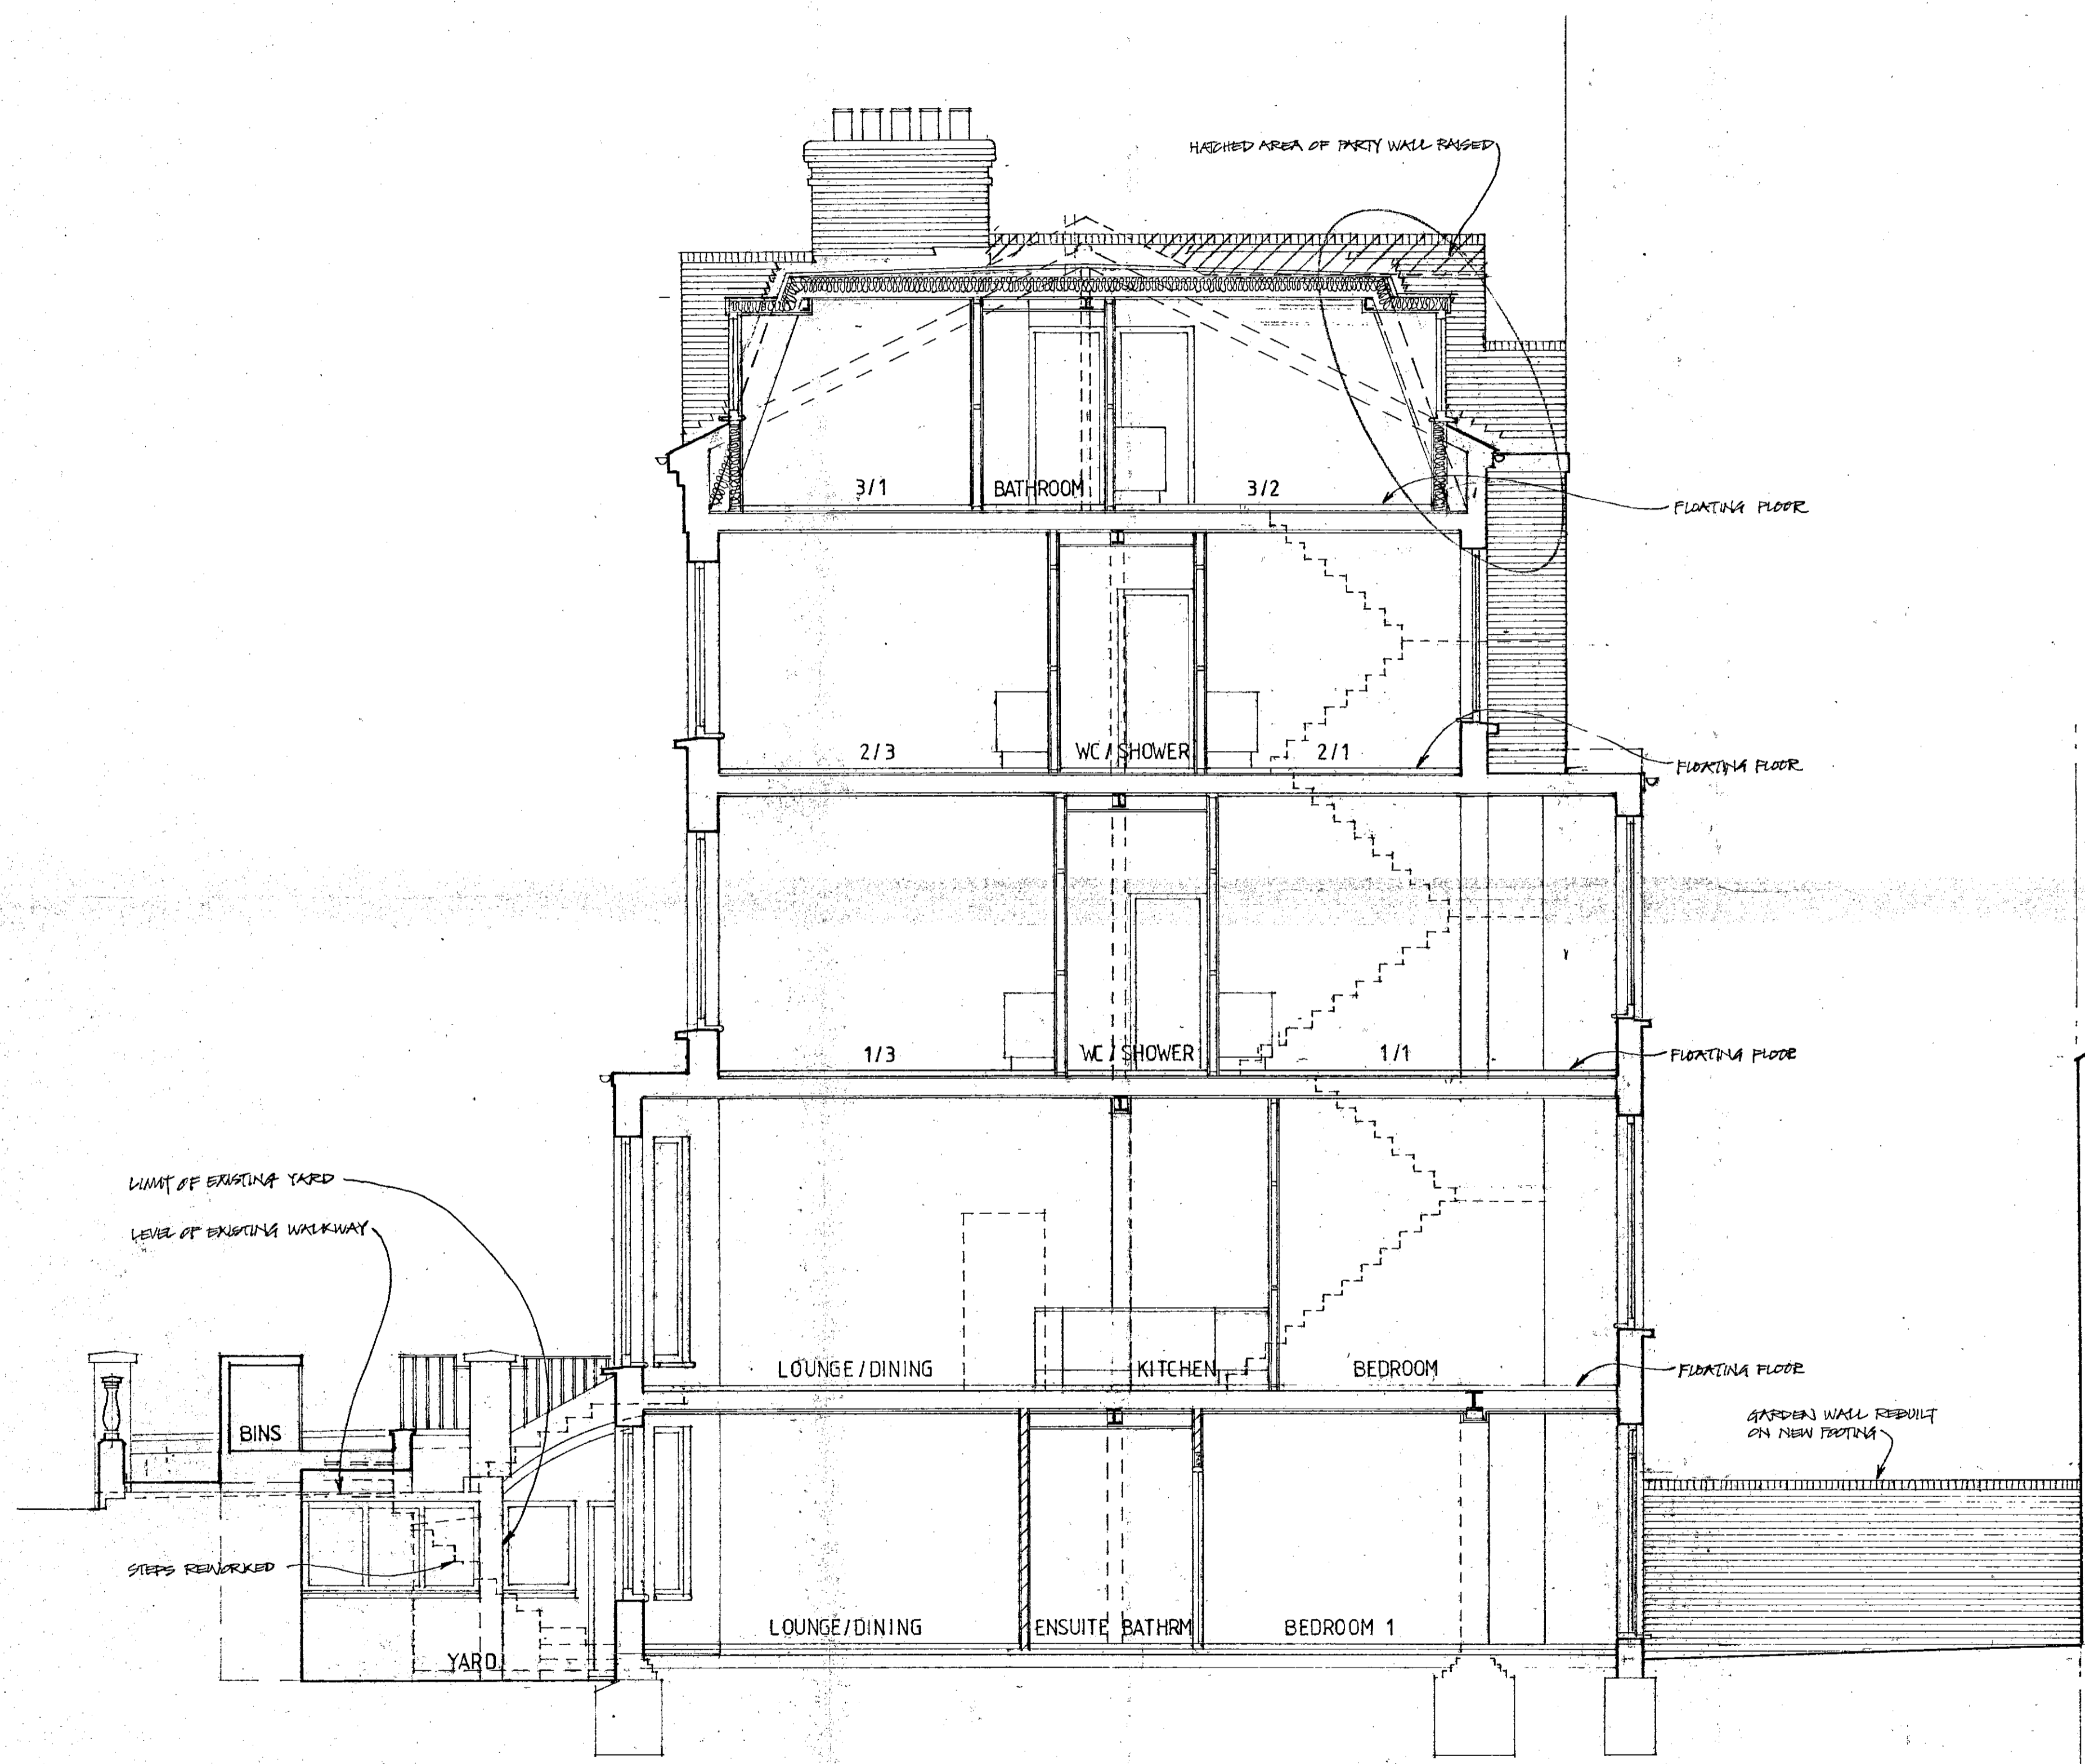 HATCHED AREA OF PARTY WALL RAISED
3/1
BATHROOM
3/2
FLOATING FLOOR
2/3
WC / SHOWER
2/1
FLOATING FLOOR
1/3
WC / SHOWER
1/1
FLOATING FLOOR
LIMIT OF EXISTING YARD
LEVEL OF EXISTING WALKWAY
LOUNGE/DINING
KITCHEN
BEDROOM
FLOATING FLOOR
BINS
GARDEN WALL REBUILT
ON NEW FOOTING
STEPS REWORKED
LOUNGE/DINING
ENSUITE BATHRM
BEDROOM 1
YARD